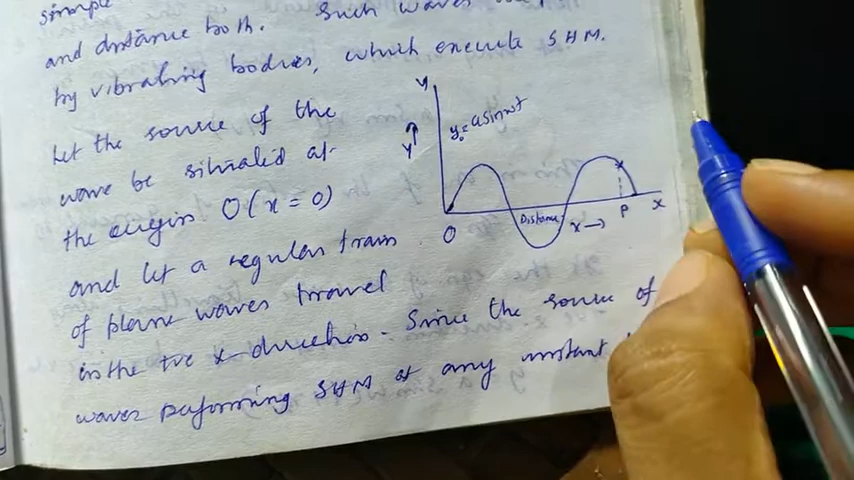 simple
and distance both. Such waves
by vibrating bodies, which execute SHM.
Let the source of the
wave be situated at
the origin O(x = 0)
and let a regular train
of plane waves travel
in the +ve x-direction. Since the source of
waves performing SHM at any instant
Y
y₀=asinωt
Y
O
Distance
x→
P
X